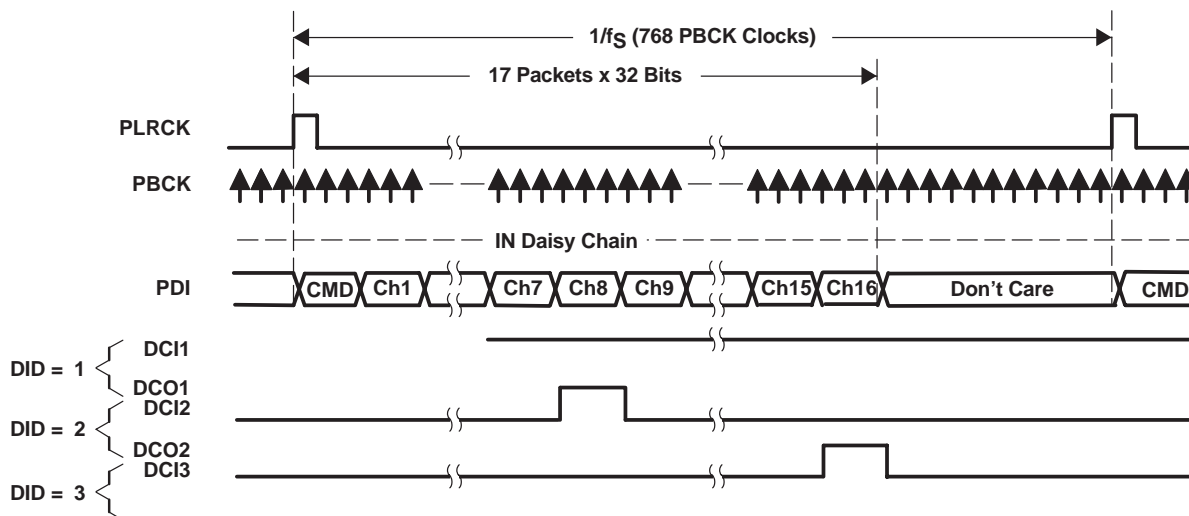 1/fS (768 PBCK Clocks)
17 Packets x 32 Bits
PLRCK
PBCK
IN Daisy Chain
PDI
CMD Ch1 Ch7 Ch8 Ch9 Ch15 Ch16 Don't Care CMD
DCI1
DID = 1
DCO1
DCI2
DID = 2
DCO2
DCI3
DID = 3